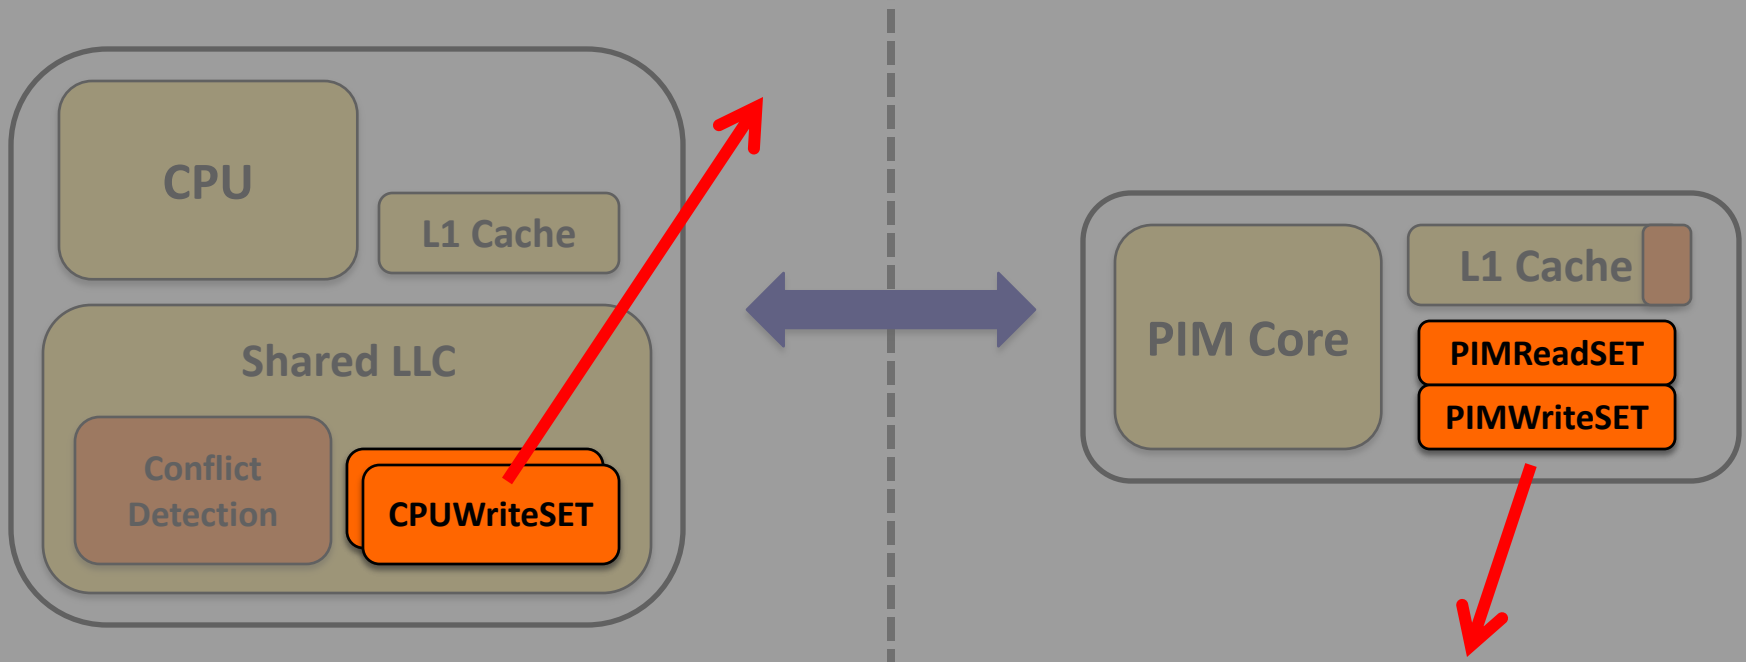 CPU
L1 Cache
Shared LLC
Conflict
Detection
CPUWriteSET
PIM Core
L1 Cache
PIMReadSET
PIMWriteSET